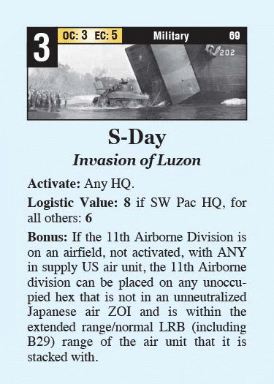 3
OC: 3 EC: 5 Military 69
202
S-Day
Invasion of Luzon
Activate: Any HQ.
Logistic Value: 8 if SW Pac HQ, for
all others: 6
Bonus: If the 11th Airborne Division is
on an airfield, not activated, with ANY
in supply US air unit, the 11th Airborne
division can be placed on any unoccu-
pied hex that is not in an unneutralized
Japanese air ZOI and is within the
extended range/normal LRB (including
B29) range of the air unit that it is
stacked with.